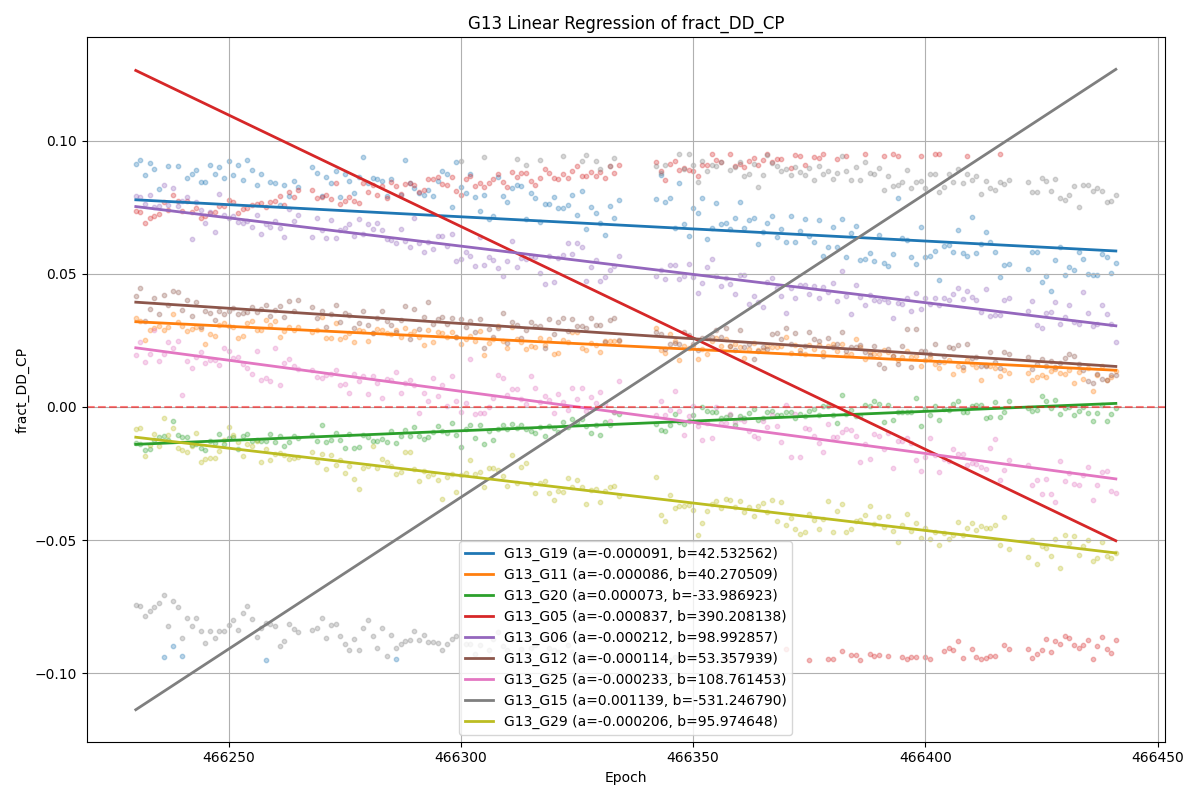 G13 Linear Regression of fract_DD_CP
fract_DD_CP
0.10
0.05
0.00
−0.05
−0.10
G13_G19 (a=-0.000091, b=42.532562)
G13_G11 (a=-0.000086, b=40.270509)
G13_G20 (a=0.000073, b=-33.986923)
G13_G05 (a=-0.000837, b=390.208138)
G13_G06 (a=-0.000212, b=98.992857)
G13_G12 (a=-0.000114, b=53.357939)
G13_G25 (a=-0.000233, b=108.761453)
G13_G15 (a=0.001139, b=-531.246790)
G13_G29 (a=-0.000206, b=95.974648)
466250 466300 466350 466400 466450
Epoch